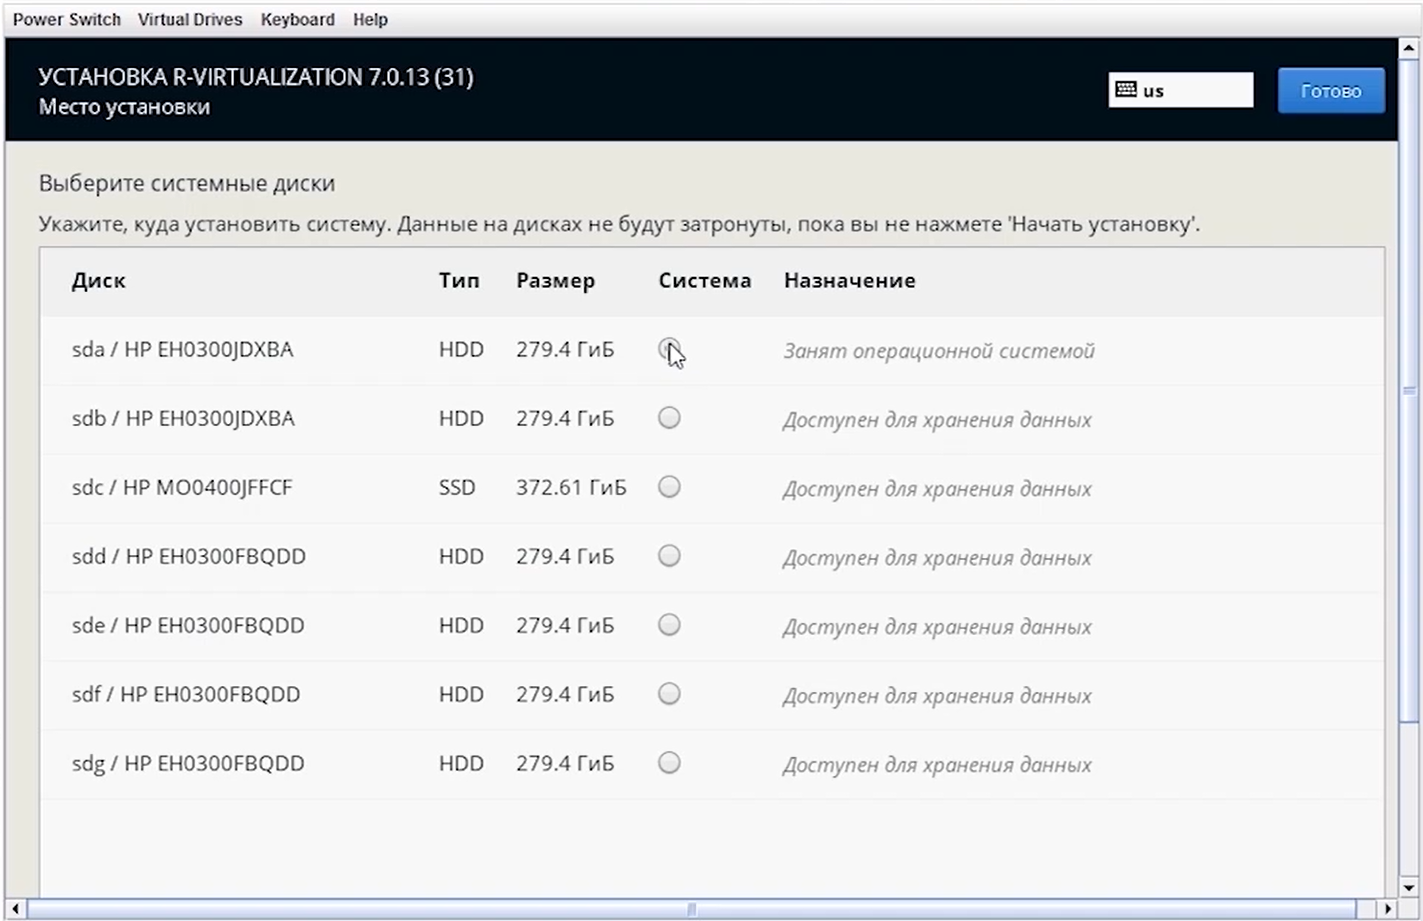 Power Switch Virtual Drives Keyboard Help
УСТАНОВКА R-VIRTUALIZATION 7.0.13 (31)
Место установки
us
Готово
Выберите системные диски
Укажите, куда установить систему. Данные на дисках не будут затронуты, пока вы не нажмете 'Начать установку'.
Диск Тип Размер Система Назначение
sda / HP EH0300JDXBA HDD 279.4 ГиБ Занят операционной системой
sdb / HP EH0300JDXBA HDD 279.4 ГиБ Доступен для хранения данных
sdc / HP MO0400JFFCF SSD 372.61 ГиБ Доступен для хранения данных
sdd / HP EH0300FBQDD HDD 279.4 ГиБ Доступен для хранения данных
sde / HP EH0300FBQDD HDD 279.4 ГиБ Доступен для хранения данных
sdf / HP EH0300FBQDD HDD 279.4 ГиБ Доступен для хранения данных
sdg / HP EH0300FBQDD HDD 279.4 ГиБ Доступен для хранения данных